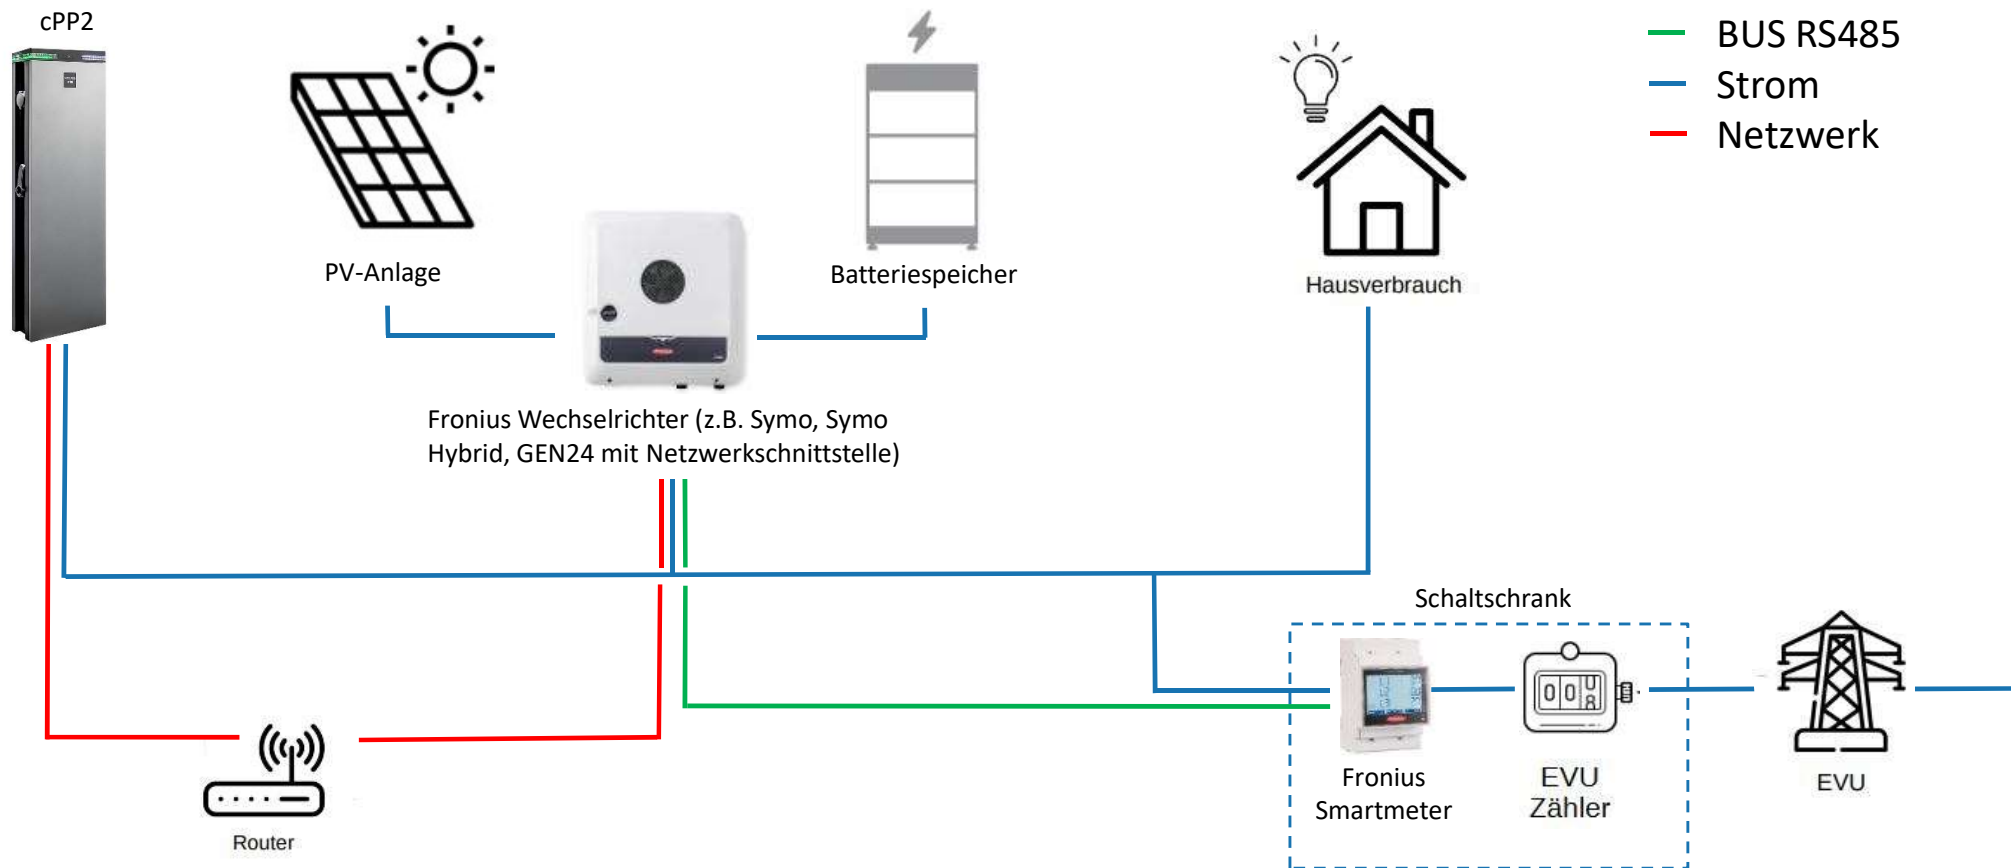 cPP2
BUS RS485
Strom
Netzwerk
PV-Anlage
Batteriespeicher
Hausverbrauch
Fronius Wechselrichter (z.B. Symo, Symo
Hybrid, GEN24 mit Netzwerkschnittstelle)
Schaltschrank
Fronius
Smartmeter
EVU
Zähler
EVU
Router